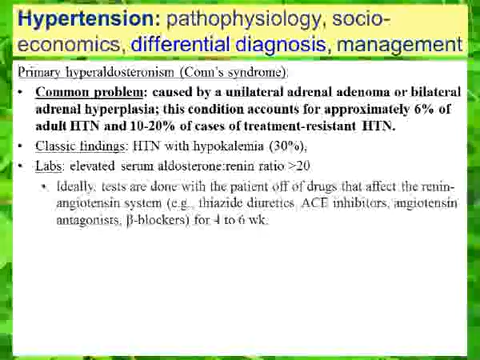 Hypertension: pathophysiology, socio-
economics, differential diagnosis, management
Primary hyperaldosteronism (Conn's syndrome):
• Common problem: caused by a unilateral adrenal adenoma or bilateral
adrenal hyperplasia; this condition accounts for approximately 6% of
adult HTN and 10-20% of cases of treatment-resistant HTN.
• Classic findings: HTN with hypokalemia (30%),
• Labs: elevated serum aldosterone:renin ratio >20
• Ideally, tests are done with the patient off of drugs that affect the renin-
angiotensin system (e.g., thiazide diuretics, ACE inhibitors, angiotensin
antagonists, β-blockers) for 4 to 6 wk.